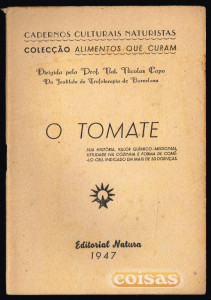 CADERNOS CULTURAIS NATURISTAS
COLECÇÃO ALIMENTOS QUE CURAM
Dirigida pelo Prof. Nat. Nicolau Capo
Do Instituto de Trofoterapia de Barcelona
O TOMATE
SUA HISTÓRIA, VALOR QUÍMICO-MEDICINAL,
UTILIDADE NA COZINHA E FORMA DE COMÊ-
-LO CRU, INDICADO EM MAIS DE 50 DOENÇAS.
Editorial Natura
1947
coisas